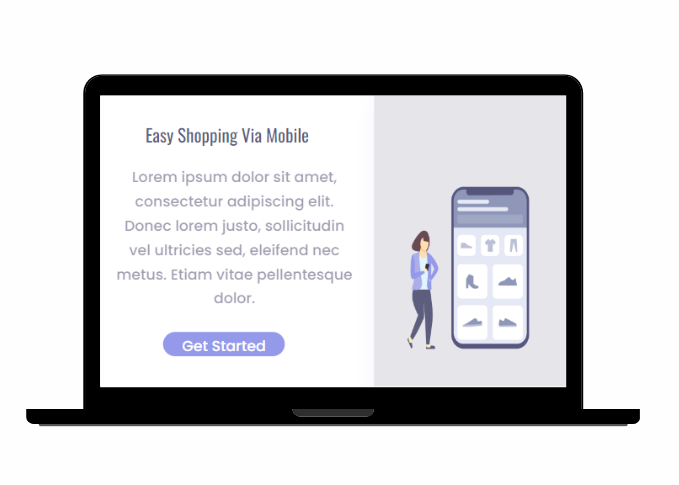 Easy Shopping Via Mobile
Lorem ipsum dolor sit amet,
consectetur adipiscing elit.
Donec lorem justo, sollicitudin
vel ultricies sed, eleifend nec
metus. Etiam vitae pellentesque
dolor.
Get Started